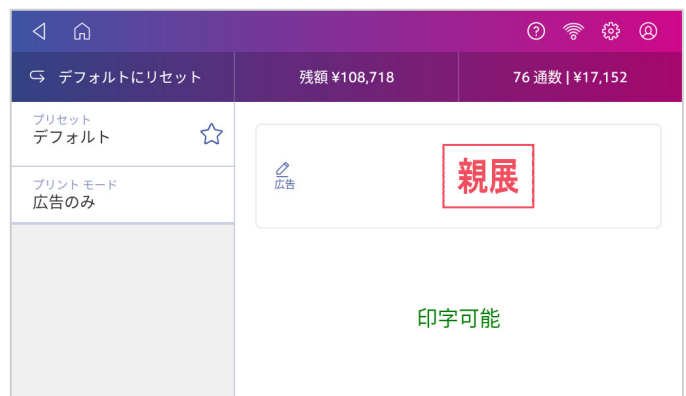 デフォルトにリセット
残額 ¥108,718
76 通数 | ¥17,152
プリセット
デフォルト
プリント モード
広告のみ
広告
親展
印字可能